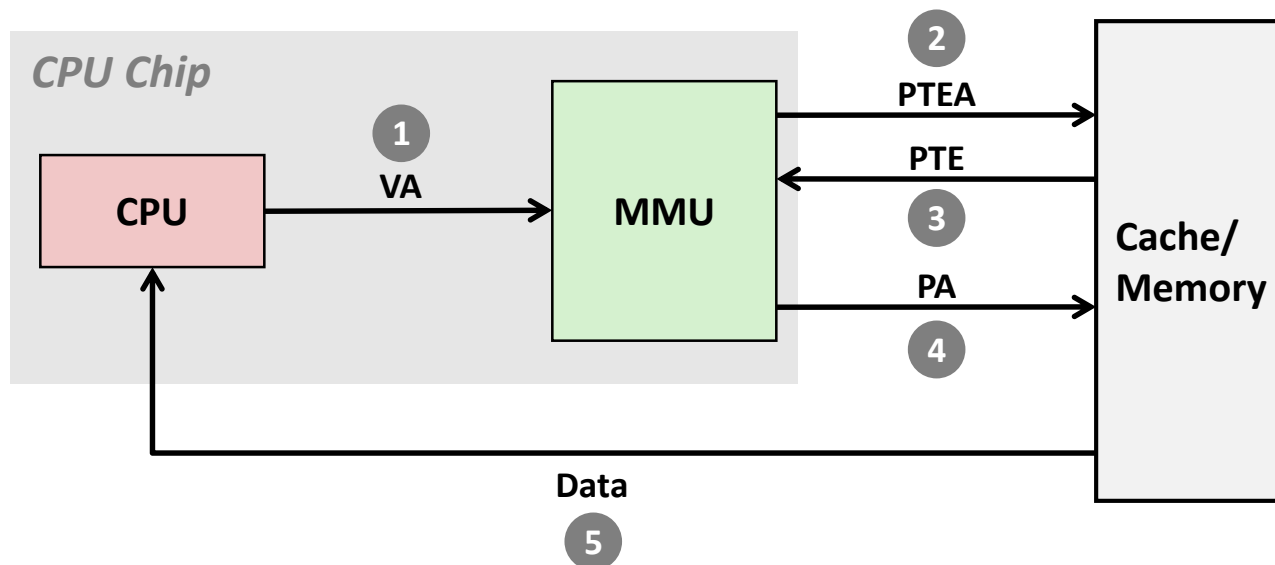 CPU Chip
2
PTEA
1
VA
PTE
3
CPU
MMU
Cache/
Memory
PA
4
Data
5